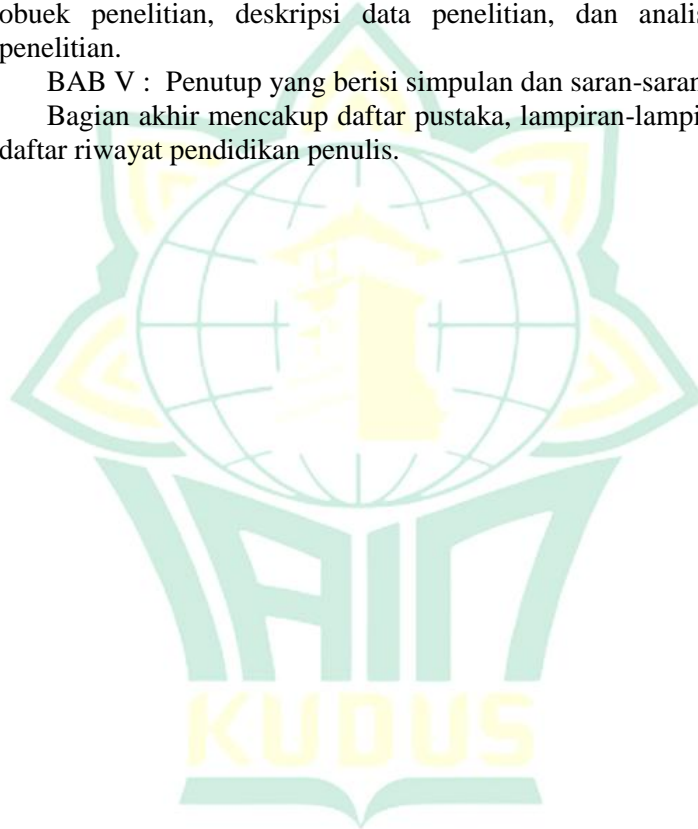 obuek penelitian, deskripsi data penelitian, dan analis
penelitian.
BAB V : Penutup yang berisi simpulan dan saran-saran
Bagian akhir mencakup daftar pustaka, lampiran-lampi
daftar riwayat pendidikan penulis.
IAIN
KUDUS